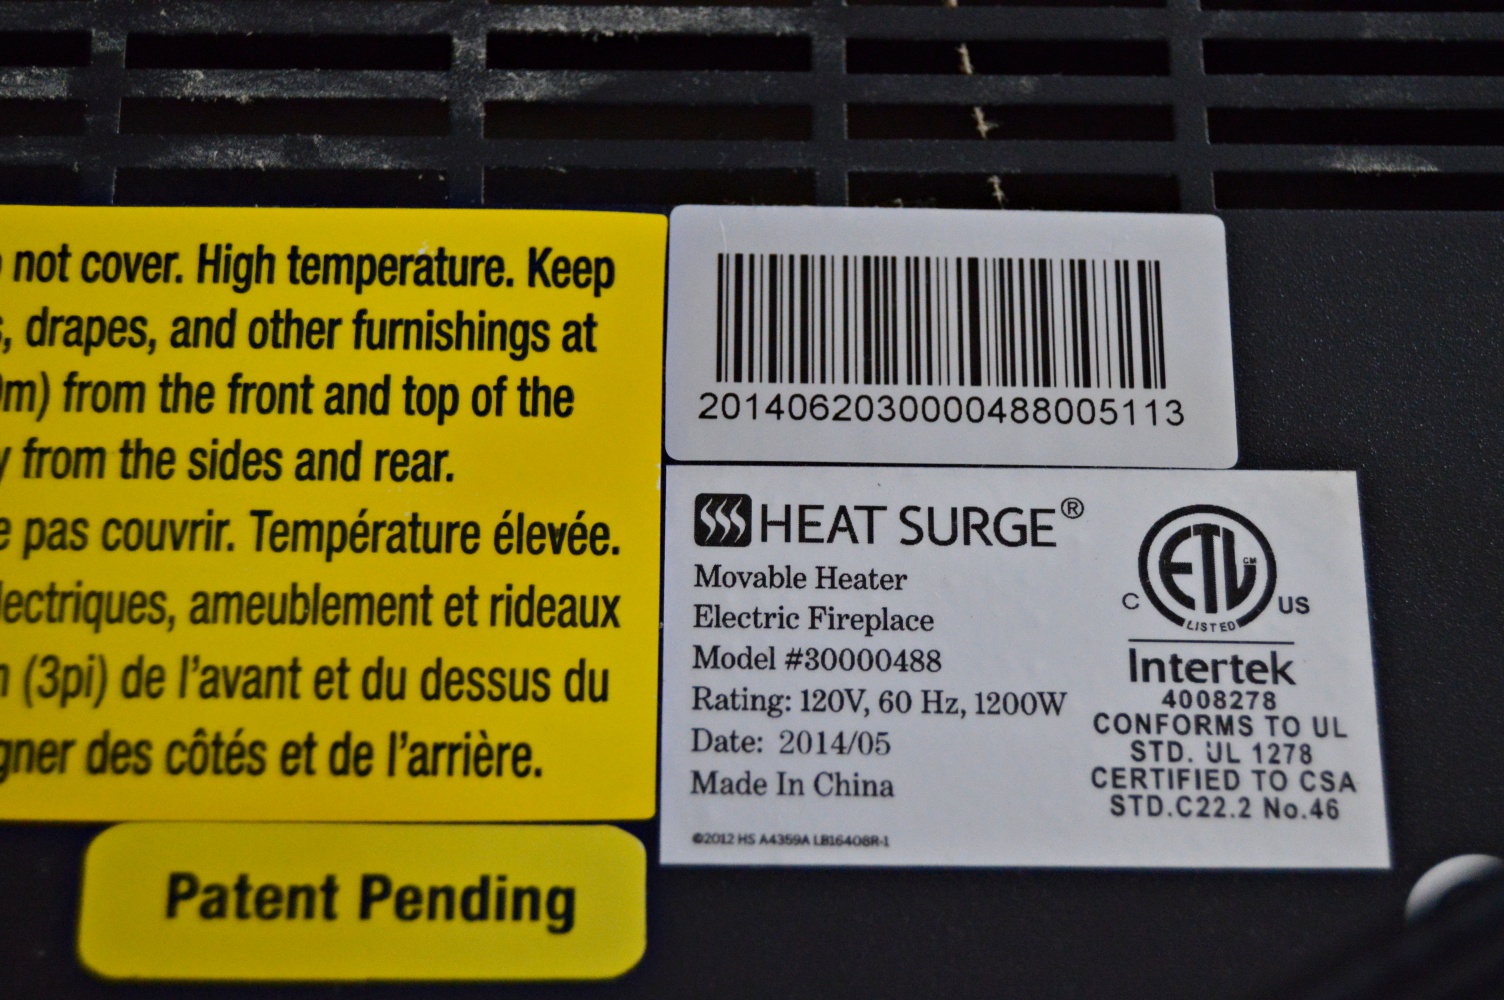 not cover. High temperature. Keep
, drapes, and other furnishings at
m) from the front and top of the
from the sides and rear.
pas couvrir. Température élevée.
lectriques, ameublement et rideaux
(3pi) de l'avant et du dessus du
gner des côtés et de l'arrière.
Patent Pending
2014062030000488005113
HEAT SURGE®
Movable Heater
Electric Fireplace
Model #30000488
Rating: 120V, 60 Hz, 1200W
Date: 2014/05
Made In China
©2012 HS A4359A LB16408R-1
ETL CM
C US
LISTED
Intertek
4008278
CONFORMS TO UL
STD. UL 1278
CERTIFIED TO CSA
STD.C22.2 No.46